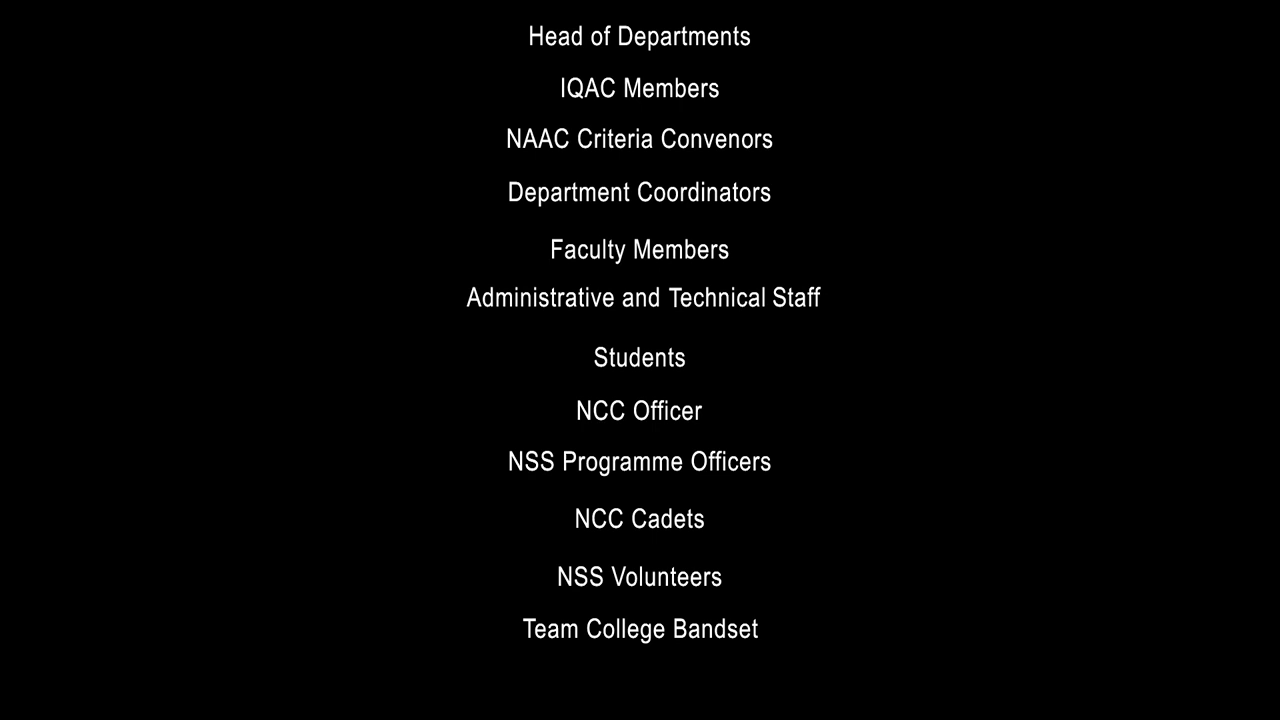 Head of Departments
IQAC Members
NAAC Criteria Convenors
Department Coordinators
Faculty Members
Administrative and Technical Staff
Students
NCC Officer
NSS Programme Officers
NCC Cadets
NSS Volunteers
Team College Bandset